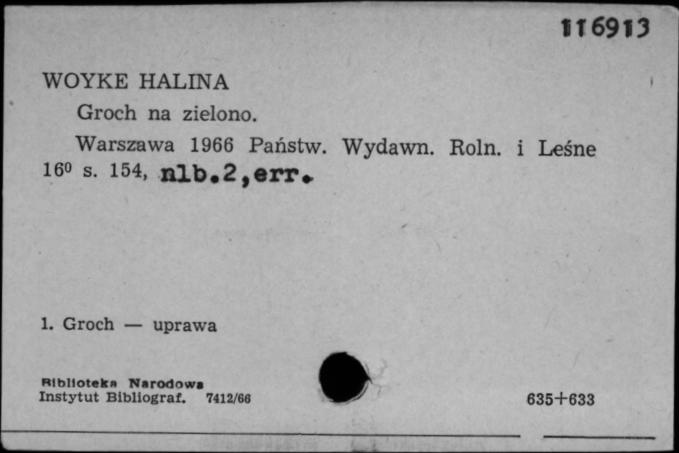 116913
WOYKE HALINA
Groch na zielono.
Warszawa 1966 Państw. Wydawn. Roln. i Leśne
16⁰ s. 154, nlb.2,err.
1. Groch — uprawa
Biblioteka Narodowa
Instytut Bibliograf. 7412/66
635+633